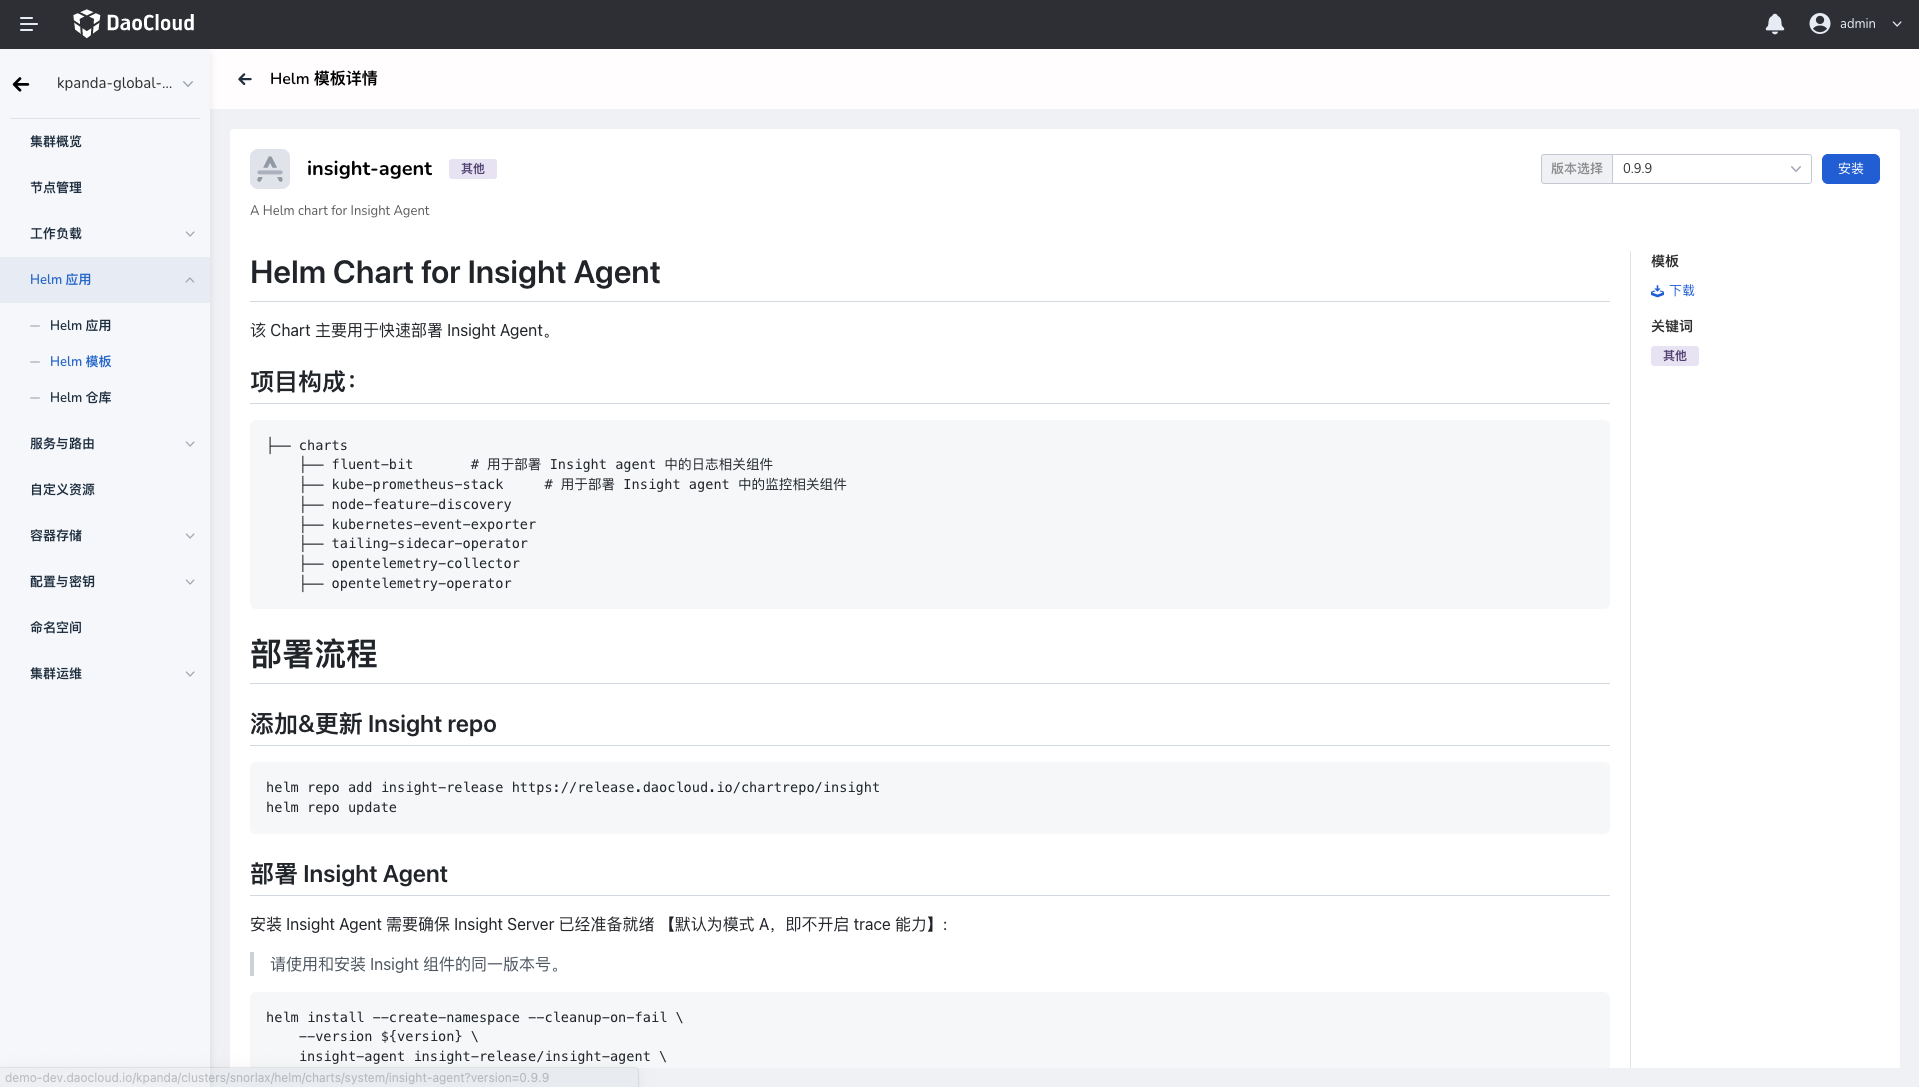 DaoCloud
admin
kpanda-global-...
集群概览
节点管理
工作负载
Helm 应用
Helm 应用
Helm 模板
Helm 仓库
服务与路由
自定义资源
容器存储
配置与密钥
命名空间
集群运维
Helm 模板详情
insight-agent 其他
版本选择 0.9.9 安装
A Helm chart for Insight Agent
Helm Chart for Insight Agent
该 Chart 主要用于快速部署 Insight Agent。
项目构成：
├── charts
    ├── fluent-bit       # 用于部署 Insight agent 中的日志相关组件
    ├── kube-prometheus-stack     # 用于部署 Insight agent 中的监控相关组件
    ├── node-feature-discovery
    ├── kubernetes-event-exporter
    ├── tailing-sidecar-operator
    ├── opentelemetry-collector
    ├── opentelemetry-operator
部署流程
添加&更新 Insight repo
helm repo add insight-release https://release.daocloud.io/chartrepo/insight
helm repo update
部署 Insight Agent
安装 Insight Agent 需要确保 Insight Server 已经准备就绪 【默认为模式 A，即不开启 trace 能力】:
请使用和安装 Insight 组件的同一版本号。
helm install --create-namespace --cleanup-on-fail \
    --version ${version} \
    insight-agent insight-release/insight-agent \
模板
下载
关键词
其他
demo-dev.daocloud.io/kpanda/clusters/snorlax/helm/charts/system/insight-agent?version=0.9.9